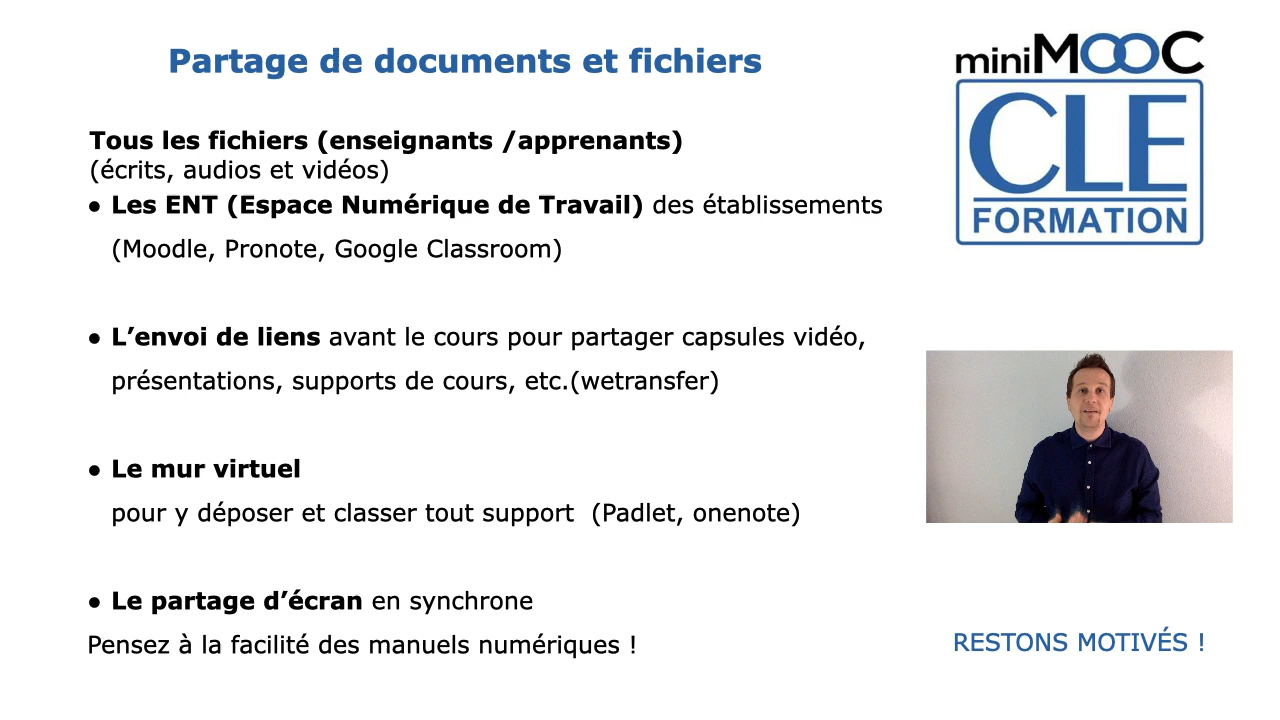 Partage de documents et fichiers
miniMOOC
CLE
FORMATION
Tous les fichiers (enseignants /apprenants)
(écrits, audios et vidéos)
● Les ENT (Espace Numérique de Travail) des établissements
(Moodle, Pronote, Google Classroom)
● L’envoi de liens avant le cours pour partager capsules vidéo,
présentations, supports de cours, etc.(wetransfer)
● Le mur virtuel
pour y déposer et classer tout support  (Padlet, onenote)
● Le partage d’écran en synchrone
Pensez à la facilité des manuels numériques !
RESTONS MOTIVÉS !